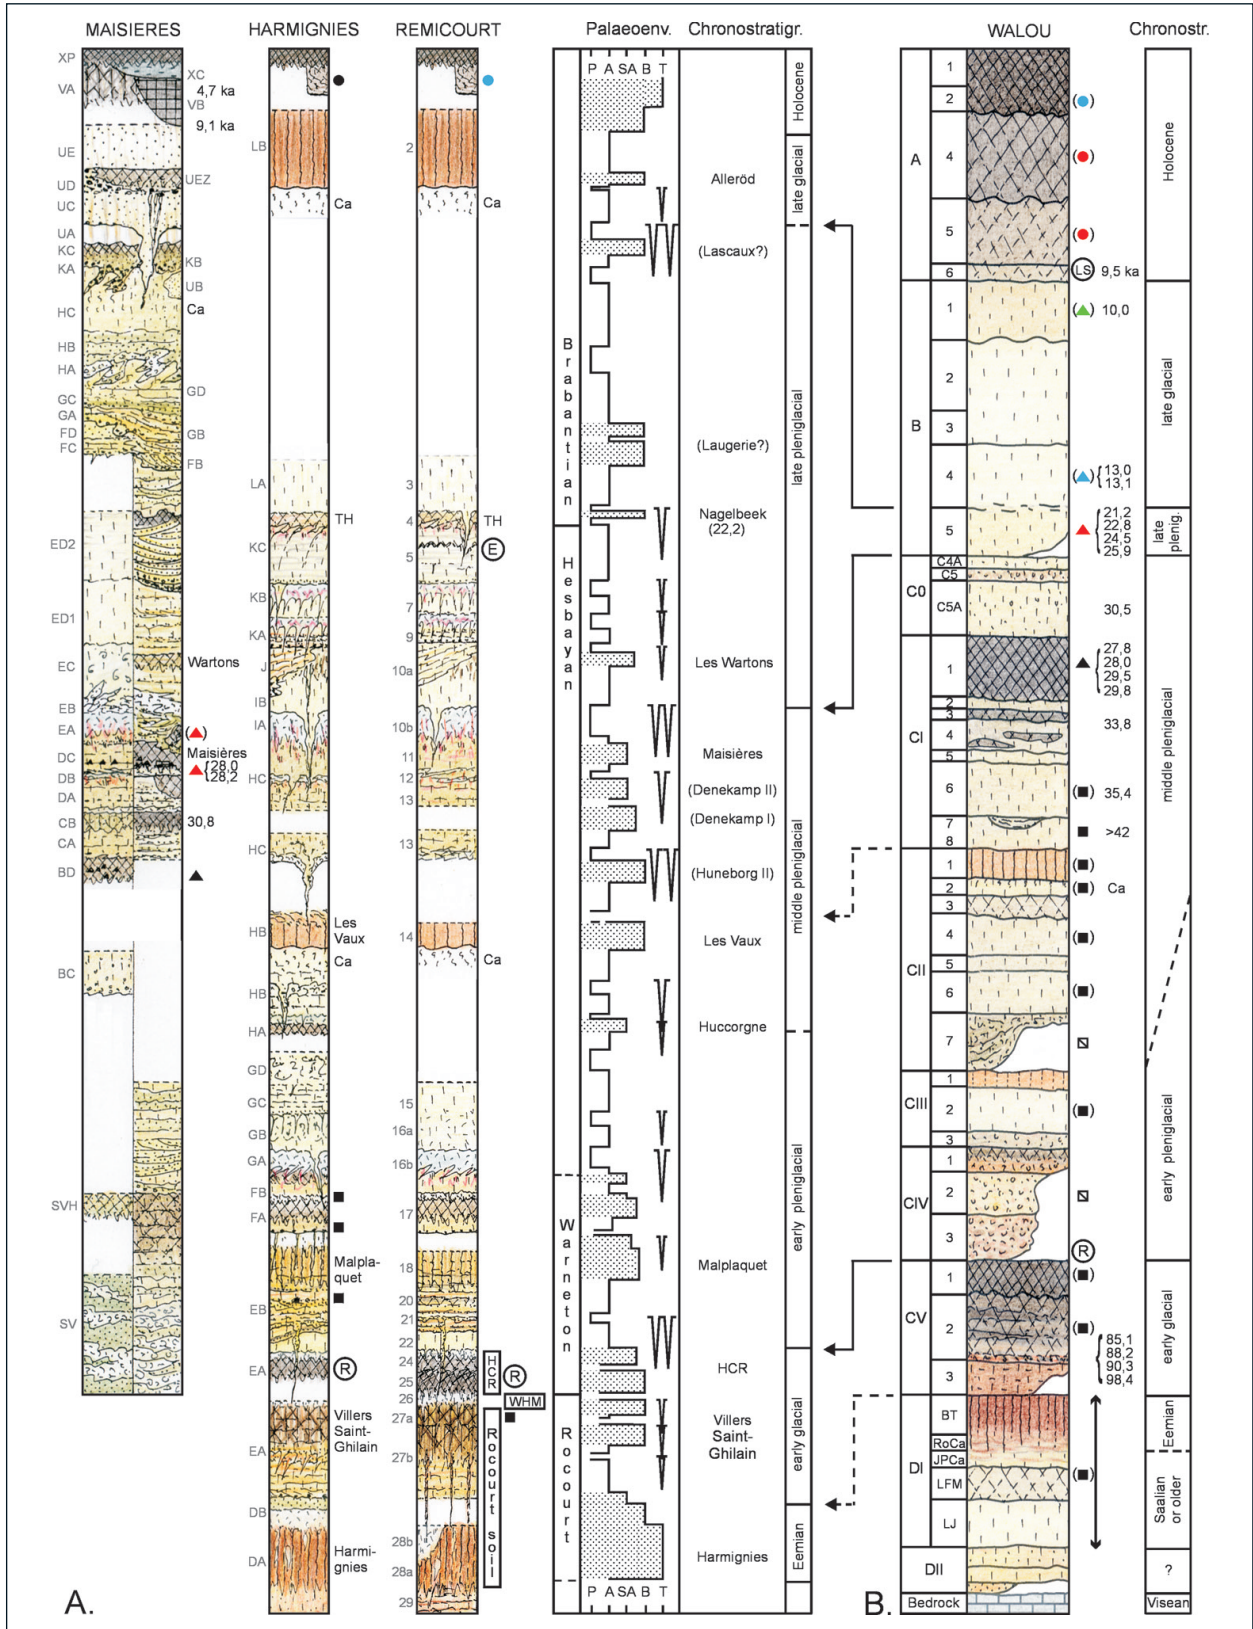 MAISIERES
HARMIGNIES
REMICOURT
Palaeoenv.
Chronostratigr.
WALOU
Chronostr.
XP
VA
XC
4,7 ka
VB
9,1 ka
UE
UEZ
UD
UC
UA
KC
KB
KA
UB
HC
Ca
HB
HA
GD
GC
GA
GB
FD
FC
FB
ED2
ED1
EC
Wartons
EB
EA
Maisières
DC
28,0
28,2
DB
DA
30,8
CB
CA
BD
BC
SVH
SV
A.
LB
Ca
LA
TH
KC
KB
KA
J
IB
IA
HC
HC
HB
Les
Vaux
Ca
HB
HA
GD
GC
GB
GA
FB
FA
Malpla-
quet
EB
EA
R
Villers
Saint-
Ghilain
EA
DB
DA
Harmi-
gnies
2
Ca
3
4
TH
5
E
7
9
10a
10b
11
12
13
13
14
Ca
15
16a
16b
17
18
20
21
22
24
25
26
HCR
R
WHM
27a
27b
Rocourt soil
28b
28a
29
Brabantian
Hesbayan
Warneton
Rocourt
P A SA B T
P A SA B T
Alleröd
(Lascaux?)
(Laugerie?)
Nagelbeek
(22,2)
Les Wartons
Maisières
(Denekamp II)
(Denekamp I)
(Huneborg II)
Les Vaux
Huccorgne
Malplaquet
HCR
Villers
Saint-
Ghilain
Harmignies
Holocene
late glacial
late pleniglacial
middle pleniglacial
early pleniglacial
early glacial
Eemian
B.
A
1
2
4
5
6
LS
9,5 ka
B
1
10,0
2
3
4
13,0
13,1
5
21,2
22,8
24,5
25,9
C0
C4A
C5
C5A
30,5
CI
1
27,8
28,0
29,5
29,8
2
3
33,8
4
5
6
35,4
7
>42
8
CII
1
2
Ca
3
4
5
6
7
CIII
1
2
3
CIV
1
2
3
R
CV
1
2
85,1
88,2
90,3
98,4
3
DI
BT
RoCa
JPCa
LFM
LJ
DII
Bedrock
Holocene
late glacial
late
plenig.
middle pleniglacial
early pleniglacial
early glacial
Eemian
Saalian
or older
?
Visean